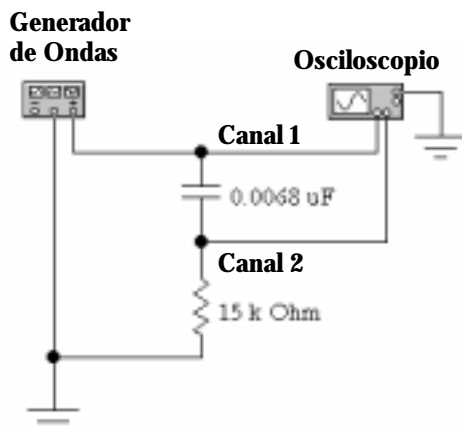 Generador
de Ondas
Osciloscopio
Canal 1
0.0068 uF
Canal 2
15 k Ohm